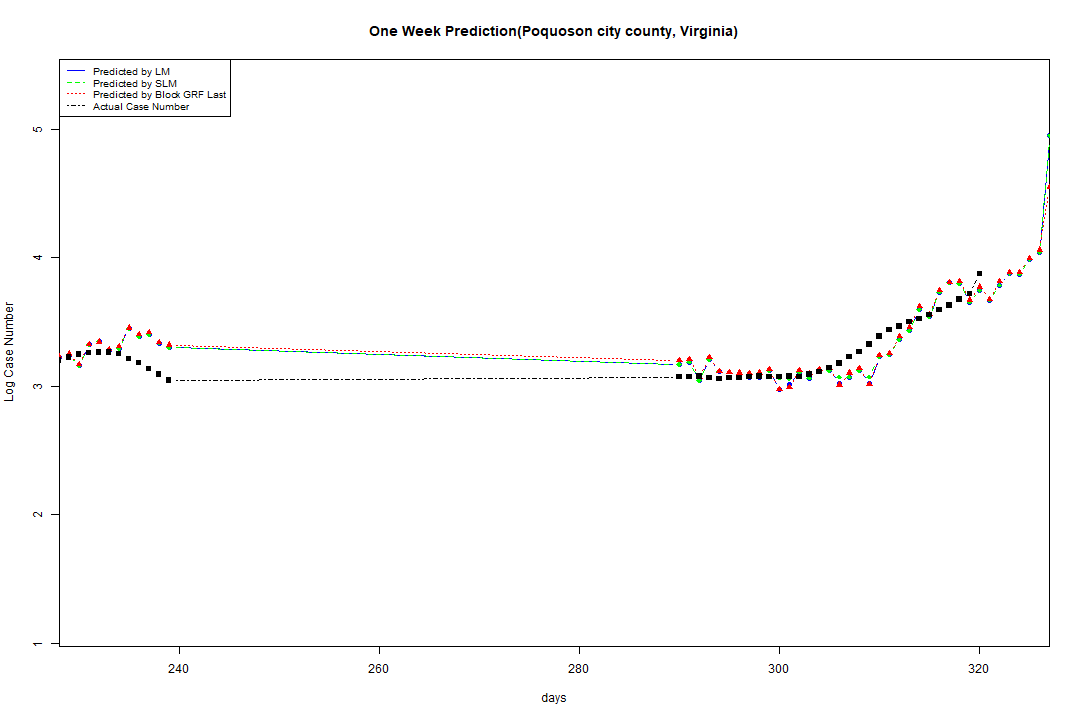 One Week Prediction(Poquoson city county, Virginia)
Predicted by LM
Predicted by SLM
Predicted by Block GRF Last
Actual Case Number
5
4
3
2
1
Log Case Number
240 260 280 300 320
days